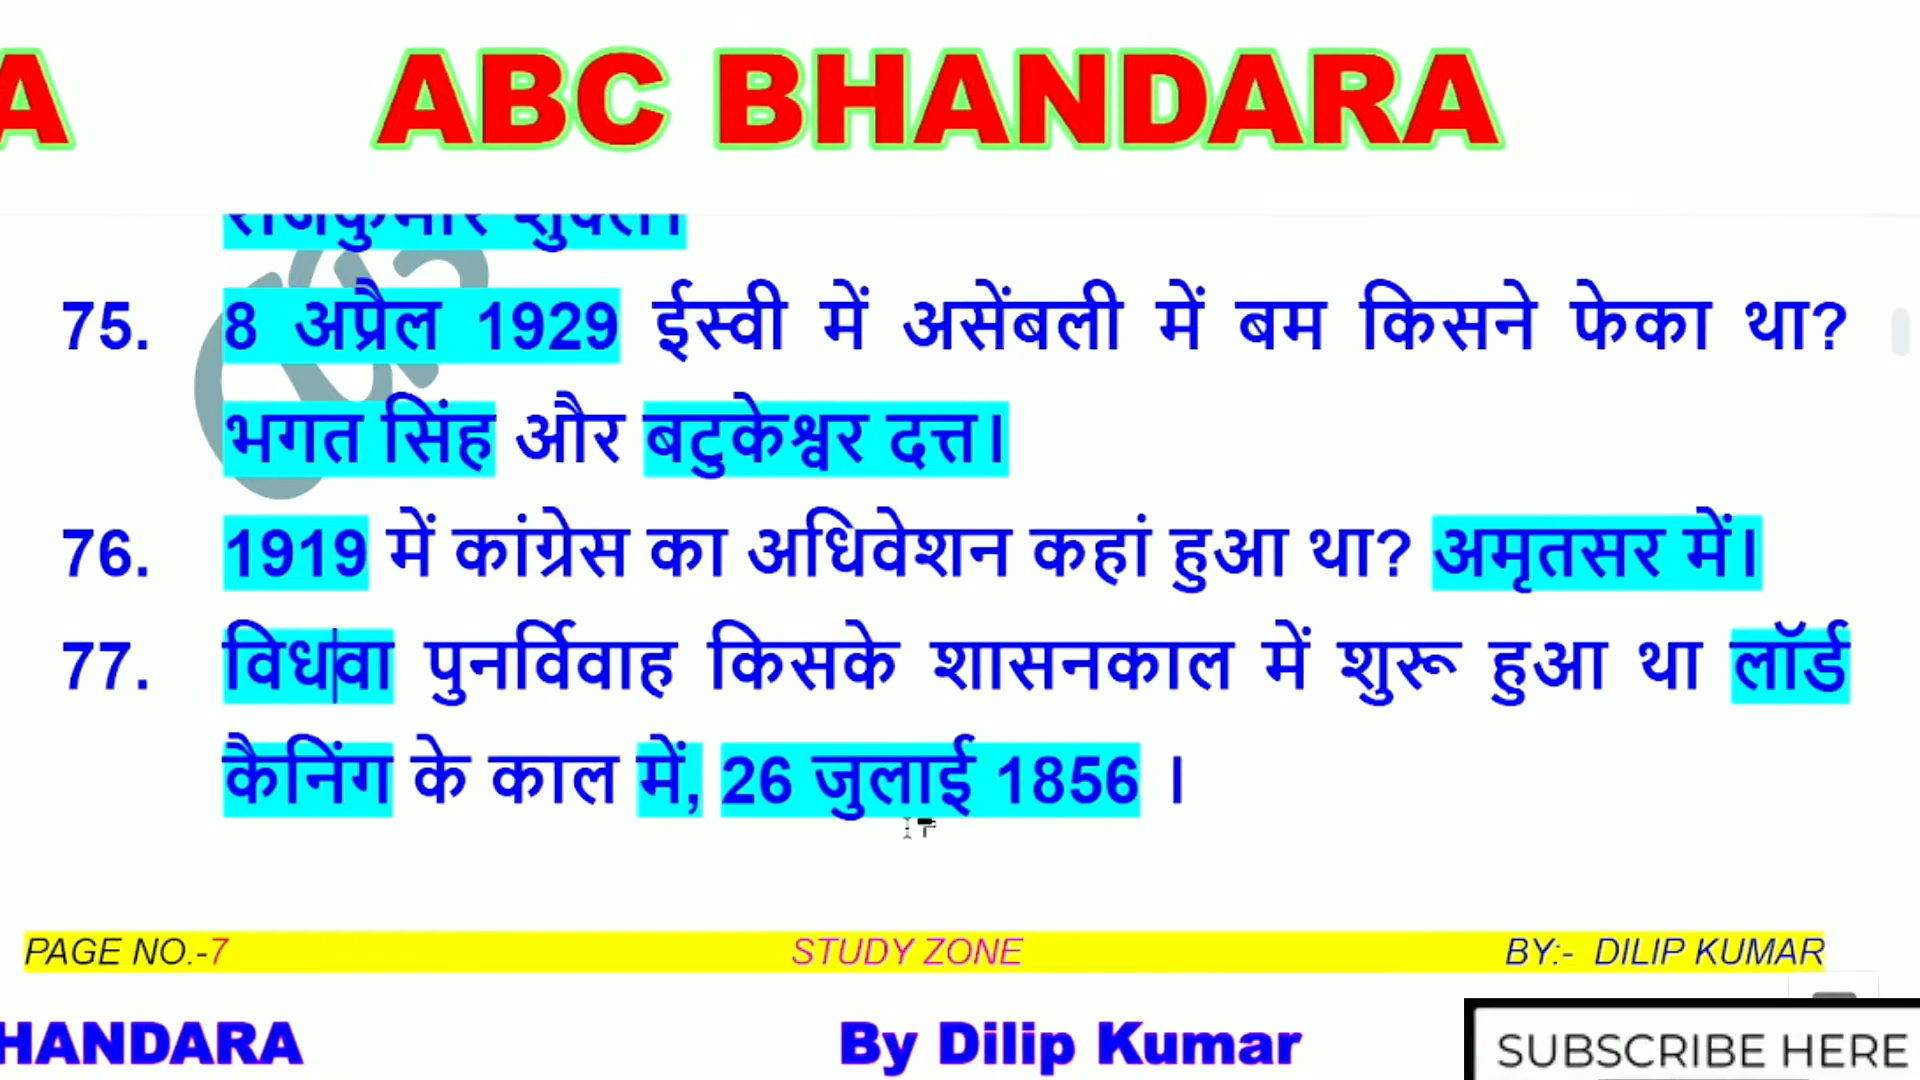 A ABC BHANDARA
राजकुमार शुक्ल।
75. 8 अप्रैल 1929 ईस्वी में असेंबली में बम किसने फेका था?
भगत सिंह और बटुकेश्वर दत्त।
76. 1919 में कांग्रेस का अधिवेशन कहां हुआ था? अमृतसर में।
77. विधवा पुनर्विवाह किसके शासनकाल में शुरू हुआ था लॉर्ड
कैनिंग के काल में, 26 जुलाई 1856 ।
PAGE NO.-7 STUDY ZONE BY:- DILIP KUMAR
HANDARA By Dilip Kumar SUBSCRIBE HERE